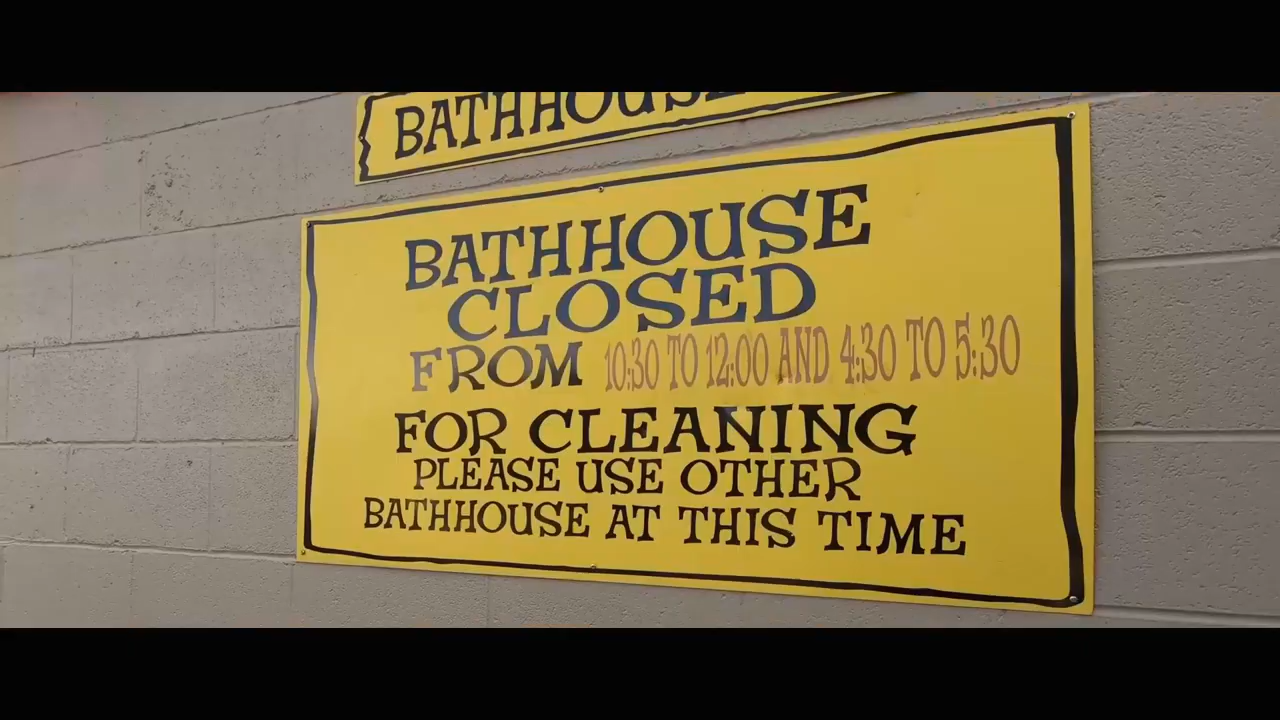 BATHHOUSE
BATHHOUSE
CLOSED
FROM 10:30 TO 12:00 AND 4:30 TO 5:30
FOR CLEANING
PLEASE USE OTHER
BATHHOUSE AT THIS TIME